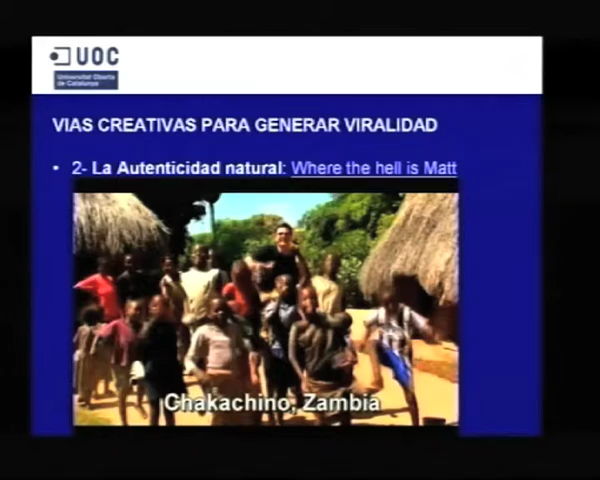 UOC
Universitat Oberta
de Catalunya
VIAS CREATIVAS PARA GENERAR VIRALIDAD
• 2- La Autenticidad natural: Where the hell is Matt
Chakachino, Zambia